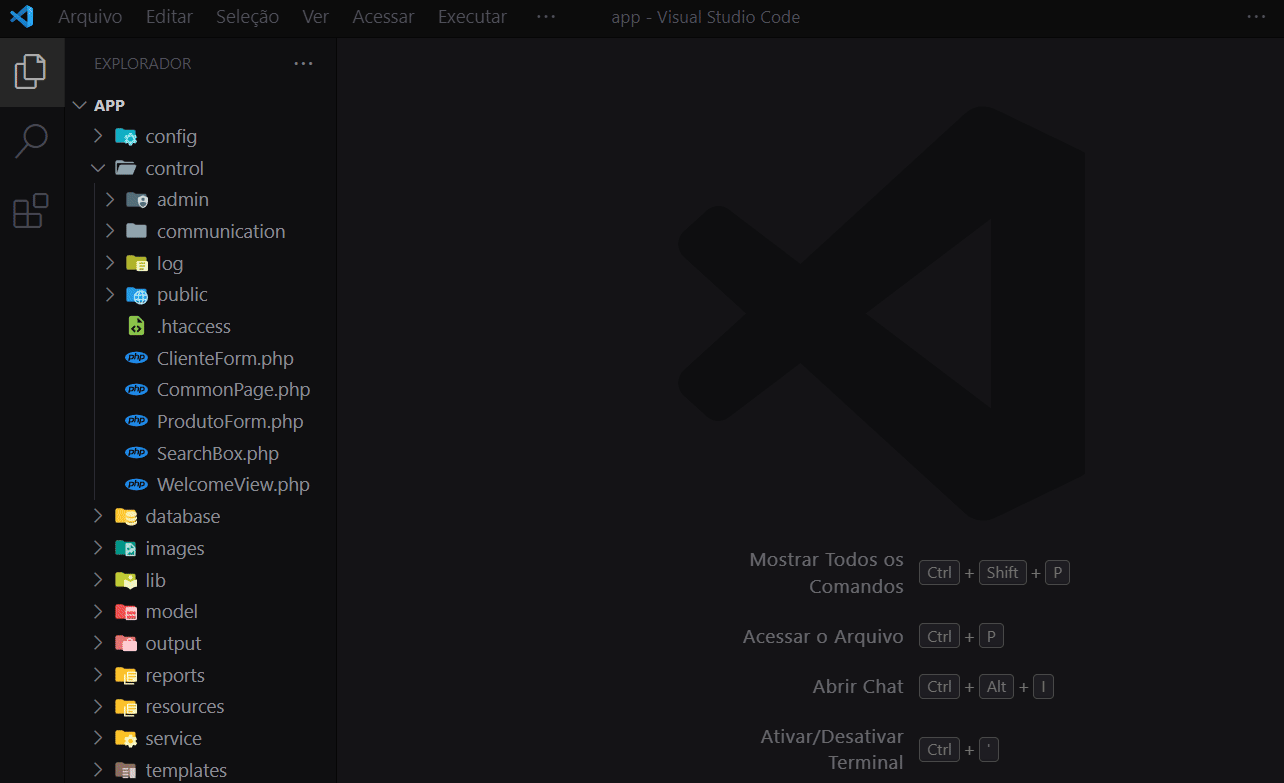 Arquivo Editar Seleção Ver Acessar Executar ··· app - Visual Studio Code ···
EXPLORADOR ···
APP
config
control
admin
communication
log
public
.htaccess
php ClienteForm.php
php CommonPage.php
php ProdutoForm.php
php SearchBox.php
php WelcomeView.php
database
images
lib
model
output
reports
resources
service
templates
Mostrar Todos os
Comandos Ctrl + Shift + P
Acessar o Arquivo Ctrl + P
Abrir Chat Ctrl + Alt + I
Ativar/Desativar
Terminal Ctrl + '